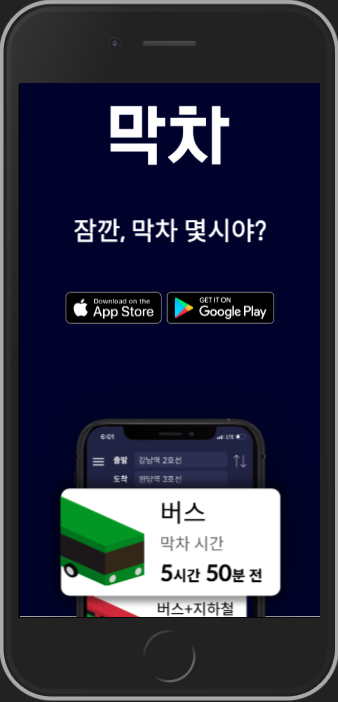 막차
잠깐, 막차 몇시야?
Download on the
App Store
GET IT ON
Google Play
6:01
LTE
출발 강남역 2호선
도착 원당역 3호선
버스
막차 시간
5시간 50분 전
버스+지하철